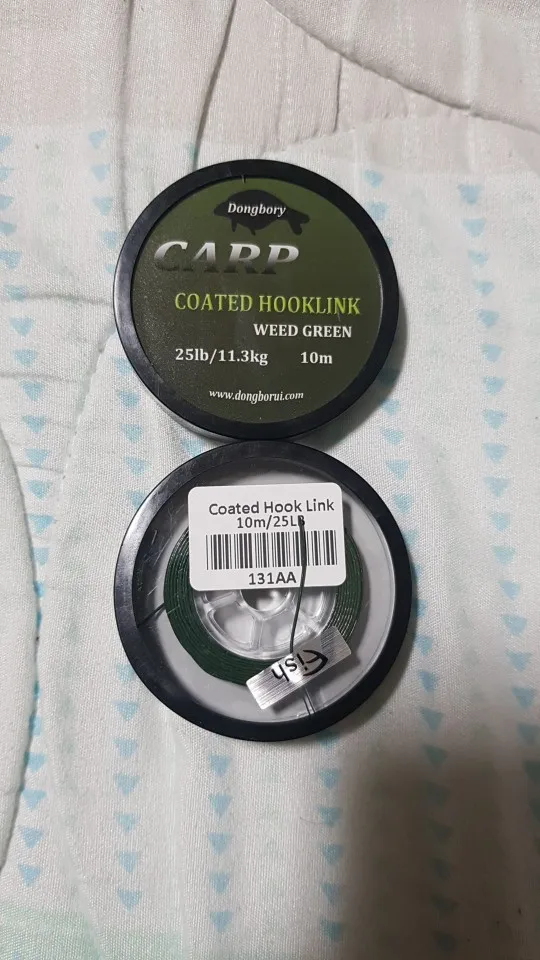 Dongbory
CARP
COATED HOOKLINK
WEED GREEN
25lb/11.3kg 10m
www.dongborui.com
Coated Hook Link
10m/25LB
131AA
Fish